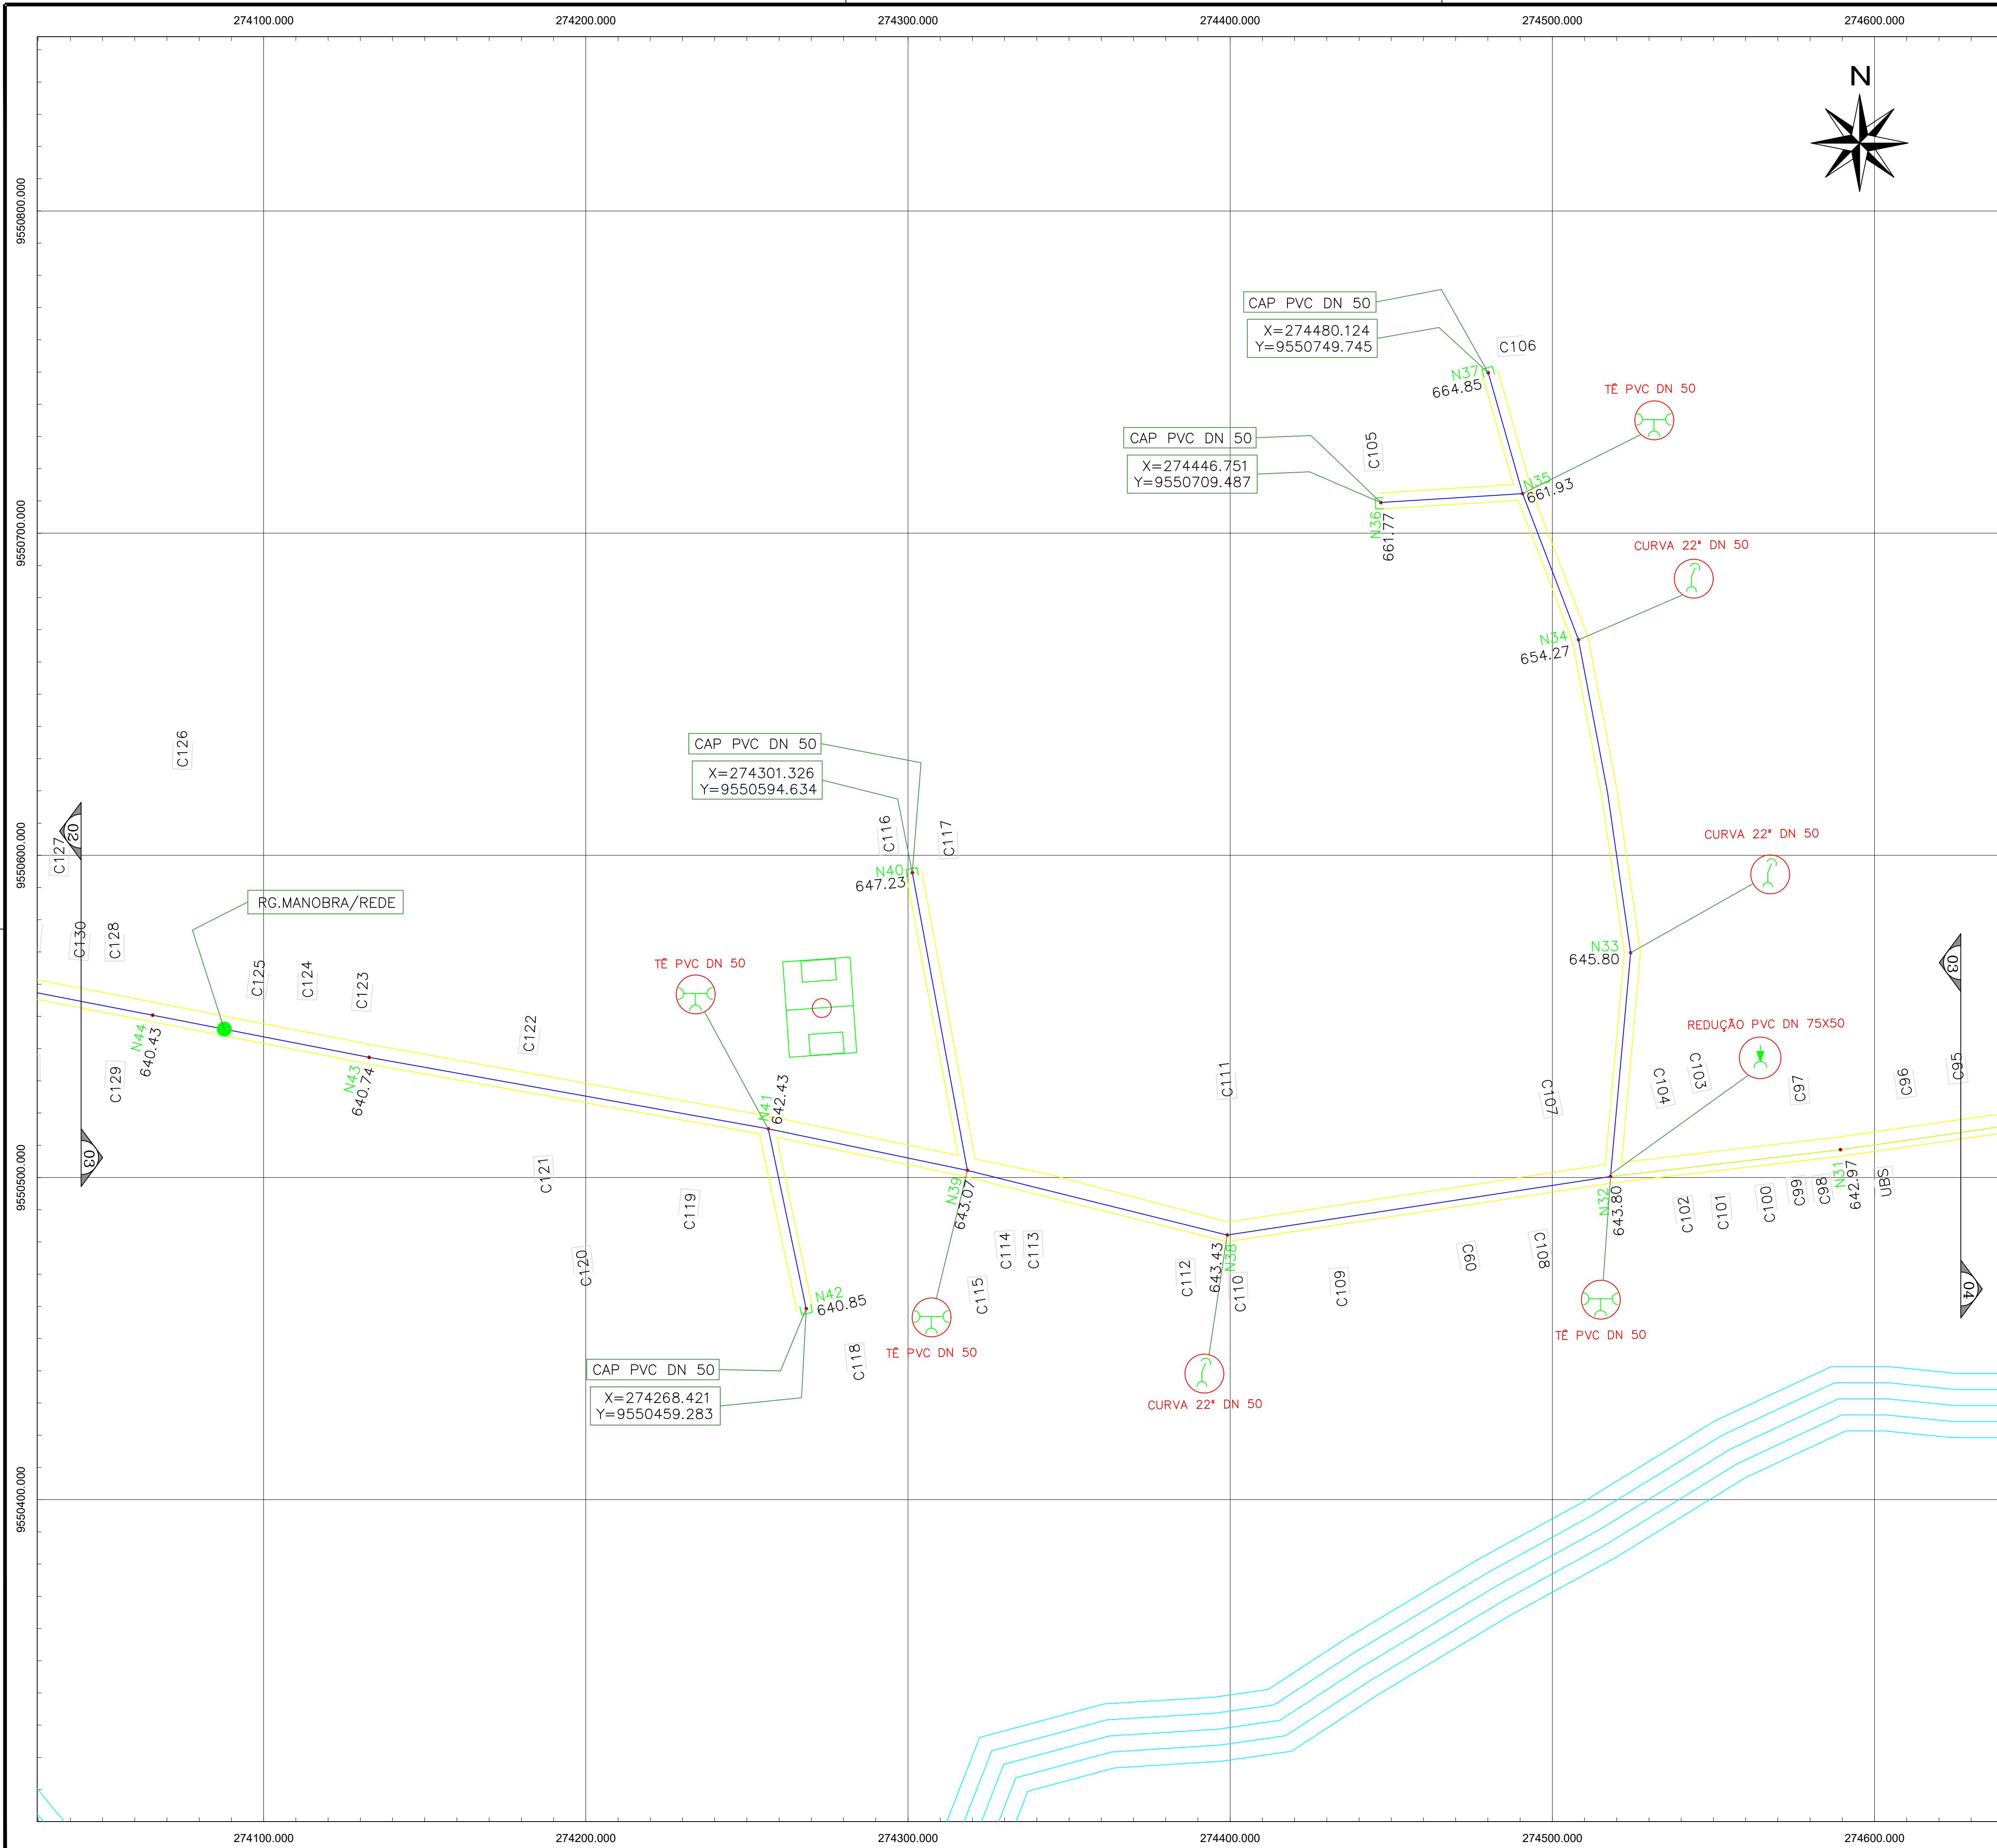 274100.000
274200.000
274300.000
274400.000
274500.000
274600.000
N
9550800.000
9550700.000
9550600.000
9550500.000
9550400.000
CAP PVC DN 50
X=274480.124
Y=9550749.745
C106
N37
664.85
TÊ PVC DN 50
CAP PVC DN 50
C105
X=274446.751
Y=9550709.487
N35
661.93
N36
661.77
CURVA 22° DN 50
N34
654.27
C126
CAP PVC DN 50
X=274301.326
Y=9550594.634
C116
C117
02
C127
N40
647.23
CURVA 22° DN 50
RG.MANOBRA/REDE
C130
C128
C125
C124
C123
TÊ PVC DN 50
N33
645.80
03
C122
N44
640.43
REDUÇÃO PVC DN 75X50
C129
N43
640.74
N41
642.43
C111
C107
C104
C103
C97
C96
C95
03
C121
C119
N39
643.07
N32
643.80
C102
C101
C100
C99
C98
N31
642.97
UBS
C120
C114
C113
C112
643.43
N38
C110
C109
C90
C108
04
N42
640.85
C115
TÊ PVC DN 50
TÊ PVC DN 50
C118
CAP PVC DN 50
X=274268.421
Y=9550459.283
CURVA 22° DN 50
274100.000
274200.000
274300.000
274400.000
274500.000
274600.000